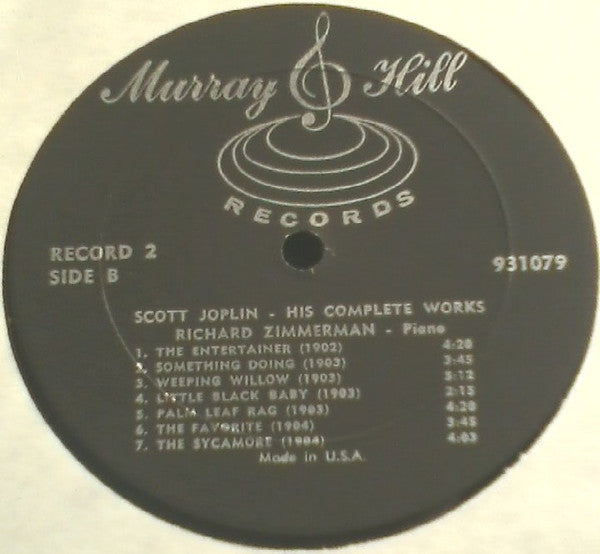 Murray Hill
RECORDS
RECORD 2
SIDE B
931079
SCOTT JOPLIN - HIS COMPLETE WORKS
RICHARD ZIMMERMAN - Piano
1. THE ENTERTAINER (1902) 4:28
2. SOMETHING DOING (1903) 3:45
3. WEEPING WILLOW (1903) 5:12
4. LITTLE BLACK BABY (1903) 2:15
5. PALM LEAF RAG (1903) 4:28
6. THE FAVORITE (1904) 3:45
7. THE SYCAMORE (1904) 4:03
Made in U.S.A.